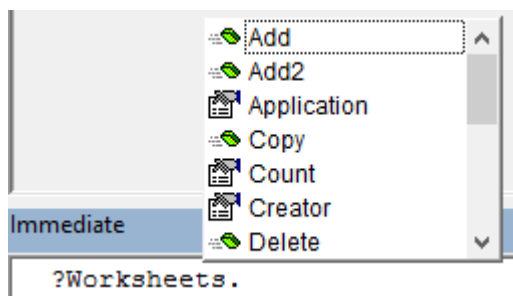 Add
Add2
Application
Copy
Count
Creator
Delete
Immediate
?Worksheets.